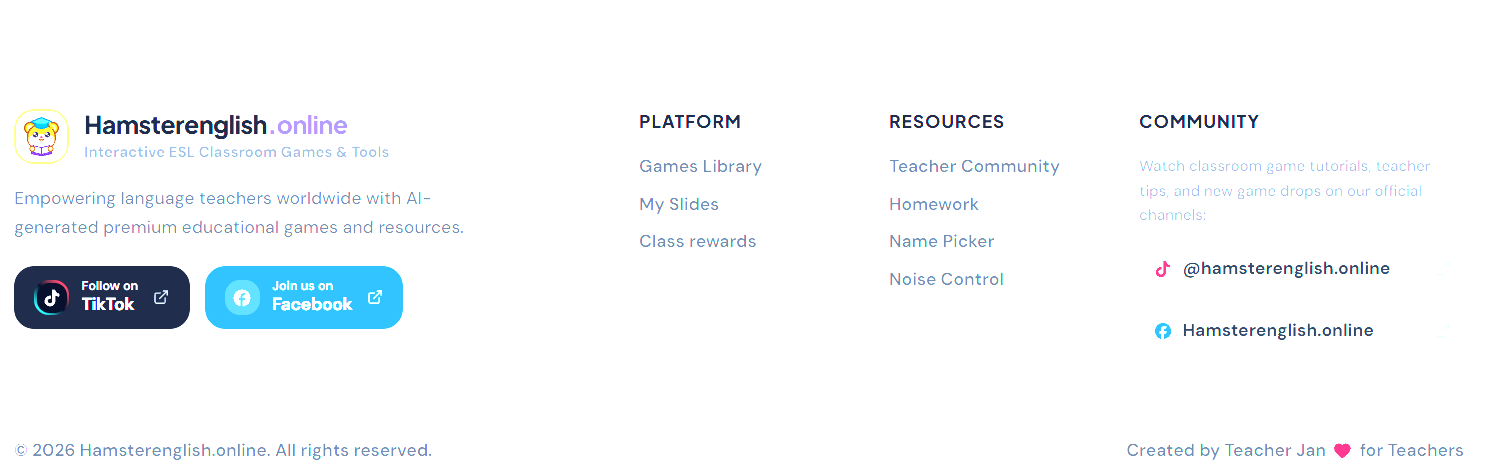 Hamsterenglish.online
Interactive ESL Classroom Games & Tools
Empowering language teachers worldwide with AI-
generated premium educational games and resources.
Follow on
TikTok
Join us on
Facebook
PLATFORM
Games Library
My Slides
Class rewards
RESOURCES
Teacher Community
Homework
Name Picker
Noise Control
COMMUNITY
Watch classroom game tutorials, teacher
tips, and new game drops on our official
channels:
@hamsterenglish.online
Hamsterenglish.online
© 2026 Hamsterenglish.online. All rights reserved.
Created by Teacher Jan for Teachers